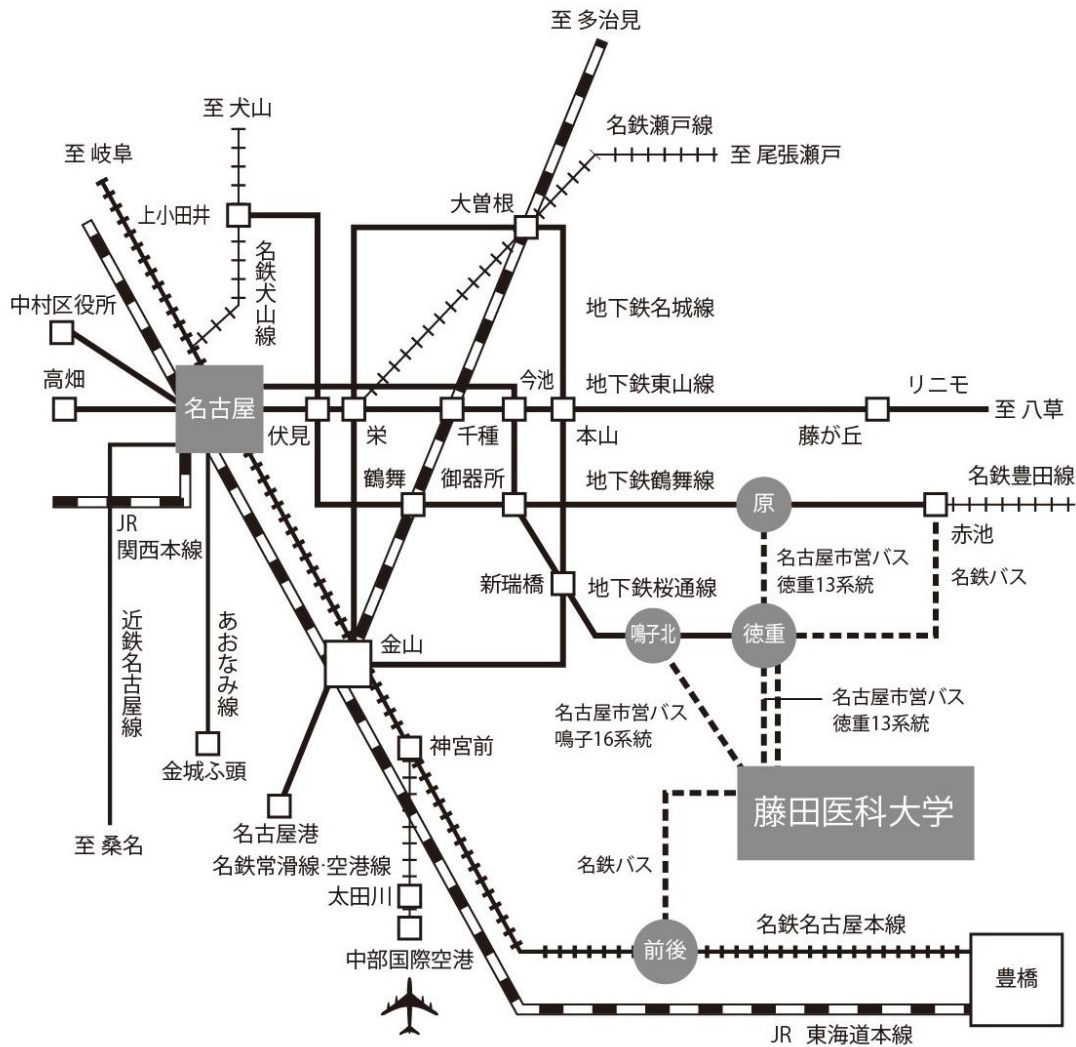 至 多治見
至 犬山
名鉄瀬戸線
至 岐阜
至 尾張瀬戸
上小田井
大曽根
名鉄犬山線
中村区役所
地下鉄名城線
高畑
名古屋
今池
地下鉄東山線
リニモ
至 八草
伏見
栄
千種
本山
藤が丘
鶴舞
御器所
地下鉄鶴舞線
原
名鉄豊田線
JR
関西本線
赤池
名古屋市営バス
徳重13系統
名鉄バス
新瑞橋
地下鉄桜通線
鳴子北
徳重
近鉄名古屋線
あおなみ線
金山
名古屋市営バス
鳴子16系統
名古屋市営バス
徳重13系統
神宮前
金城ふ頭
藤田医科大学
名古屋港
至 桑名
名鉄常滑線·空港線
名鉄バス
太田川
名鉄名古屋本線
前後
中部国際空港
豊橋
JR 東海道本線